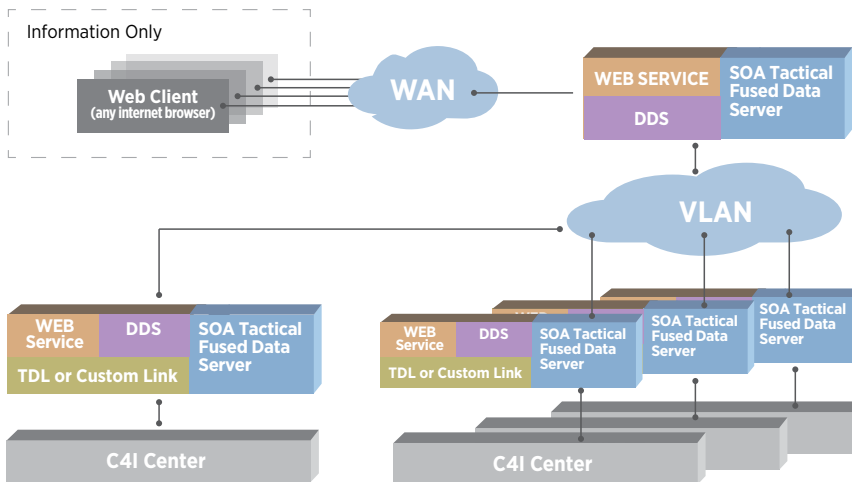 Information Only
Web Client
(any internet browser)
WAN
WEB SERVICE
DDS
SOA Tactical
Fused Data
Server
VLAN
WEB
Service
DDS
SOA Tactical
Fused Data
Server
TDL or Custom Link
C4I Center
WEB
Service
DDS
SOA Tactical
Fused Data
Server
TDL or Custom Link
SOA Tactical
Fused Data
Server
SOA Tactical
Fused Data
Server
C4I Center